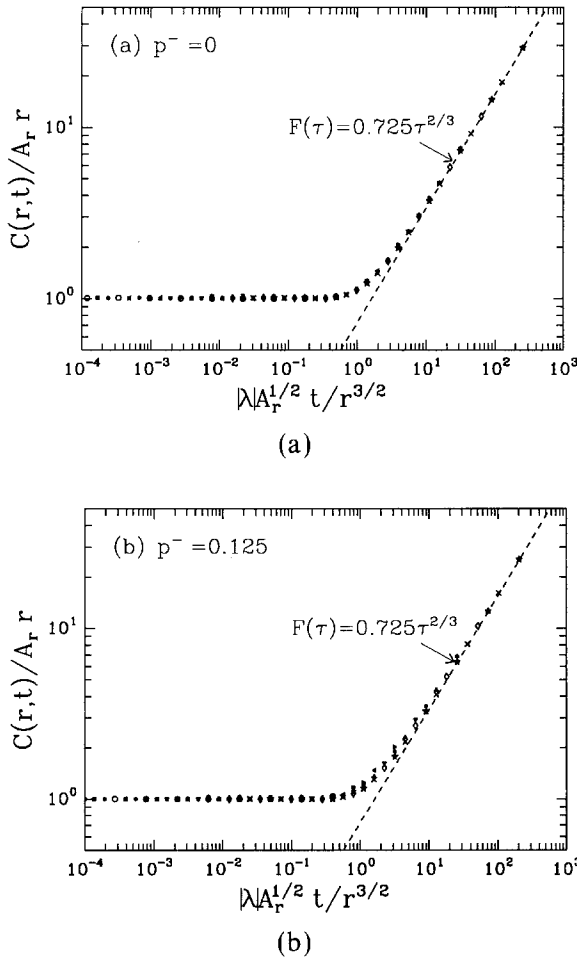 (a) p⁻ =0
F(τ)=0.725τ^{2/3}
C(r,t)/A_r r
10¹
10⁰
10⁻⁴ 10⁻³ 10⁻² 10⁻¹ 10⁰ 10¹ 10² 10³
|λ|A_r^{1/2} t/r^{3/2}
(a)
(b) p⁻ =0.125
F(τ)=0.725τ^{2/3}
C(r,t)/A_r r
10¹
10⁰
10⁻⁴ 10⁻³ 10⁻² 10⁻¹ 10⁰ 10¹ 10² 10³
|λ|A_r^{1/2} t/r^{3/2}
(b)